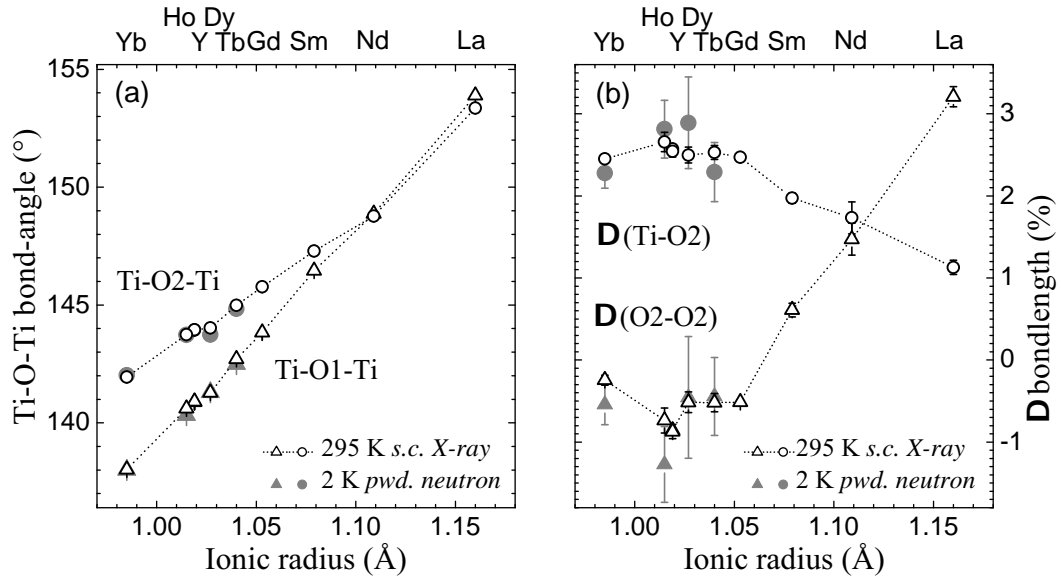 Ho Dy
Yb Y Tb Gd Sm Nd La
155
150
145
140
(a)
Ti-O2-Ti
Ti-O1-Ti
295 K s.c. X-ray
2 K pwd. neutron
1.00 1.05 1.10 1.15
Ionic radius (Å)
Ti-O-Ti bond-angle (°)
Ho Dy
Yb Y Tb Gd Sm Nd La
(b)
D(Ti-O2)
D(O2-O2)
295 K s.c. X-ray
2 K pwd. neutron
3
2
1
-0
-1
1.00 1.05 1.10 1.15
Ionic radius (Å)
D bondlength (%)